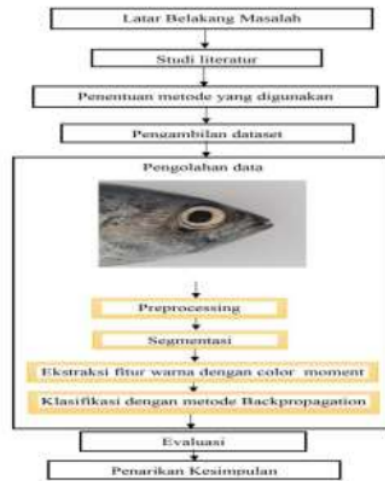 Latar Belakang Masalah
Studi literatur
Penentuan metode yang digunakan
Pengambilan dataset
Pengolahan data
Preprocessing
Segmentasi
Ekstraksi fitur warna dengan color moment
Klasifikasi dengan metode Backpropagation
Evaluasi
Penarikan Kesimpulan